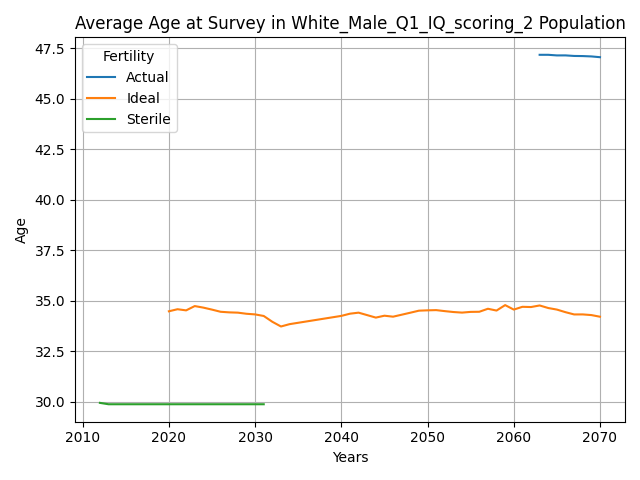 Average Age at Survey in White_Male_Q1_IQ_scoring_2 Population
Fertility
Actual
Ideal
Sterile
47.5
45.0
42.5
40.0
37.5
35.0
32.5
30.0
Age
2010 2020 2030 2040 2050 2060 2070
Years